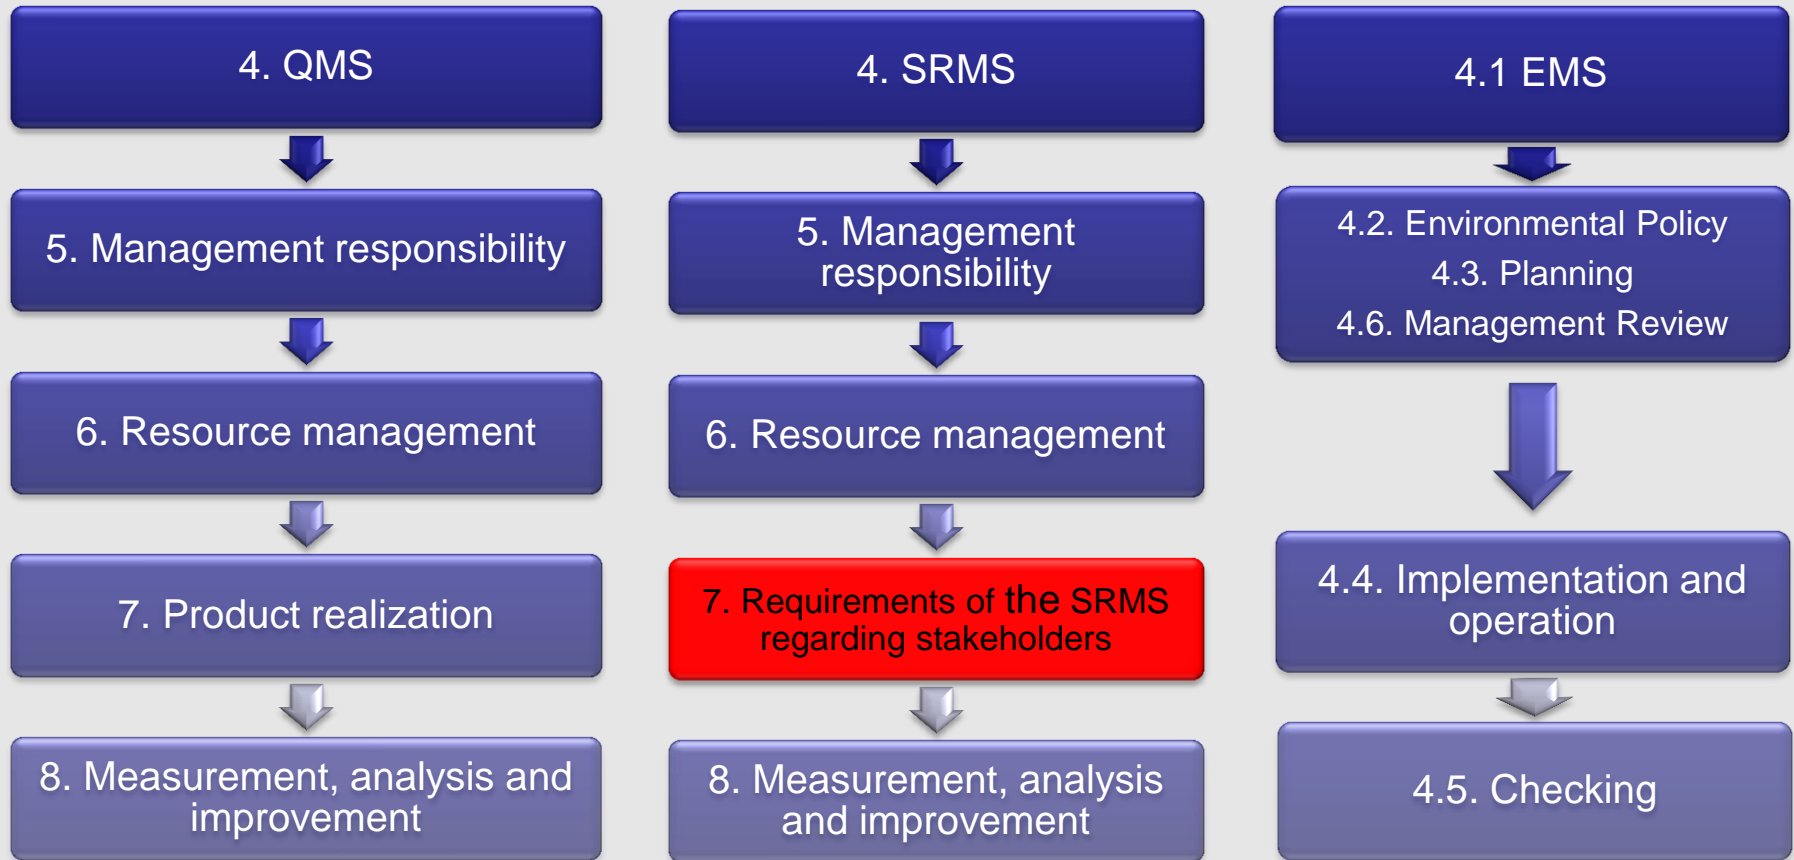 4. QMS
5. Management responsibility
6. Resource management
7. Product realization
8. Measurement, analysis and
improvement
4. SRMS
5. Management
responsibility
6. Resource management
7. Requirements of the SRMS
regarding stakeholders
8. Measurement, analysis
and improvement
4.1 EMS
4.2. Environmental Policy
4.3. Planning
4.6. Management Review
4.4. Implementation and
operation
4.5. Checking